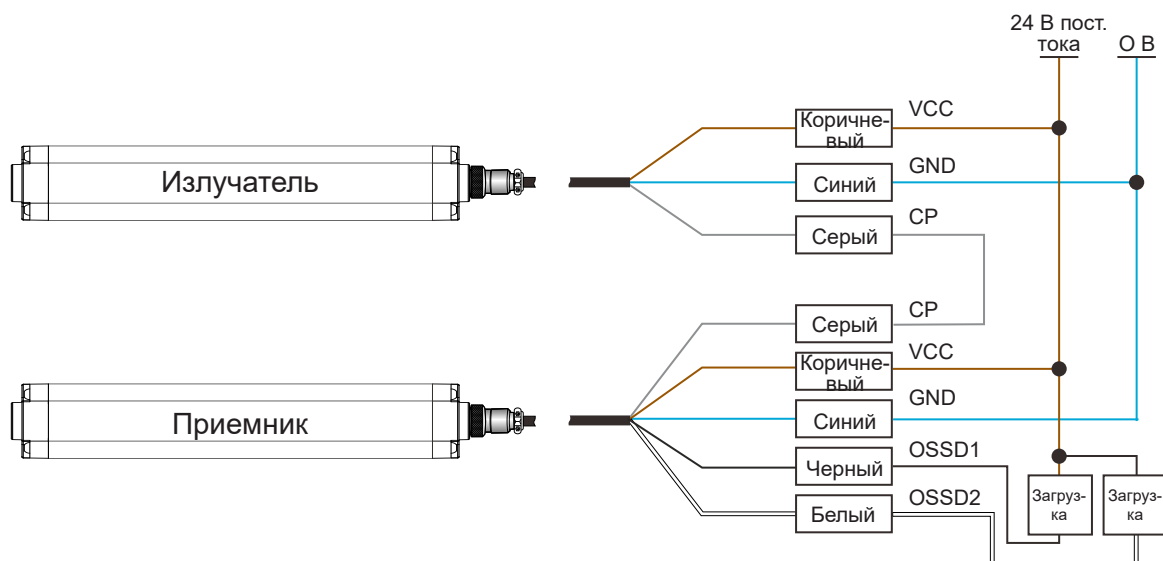 24 В пост.
тока
О В
Коричне-
вый
VCC
Излучатель
Синий
GND
Серый
CP
Серый
CP
Коричне-
вый
VCC
Приемник
Синий
GND
Черный
OSSD1
Белый
OSSD2
Загруз-
ка
Загруз-
ка